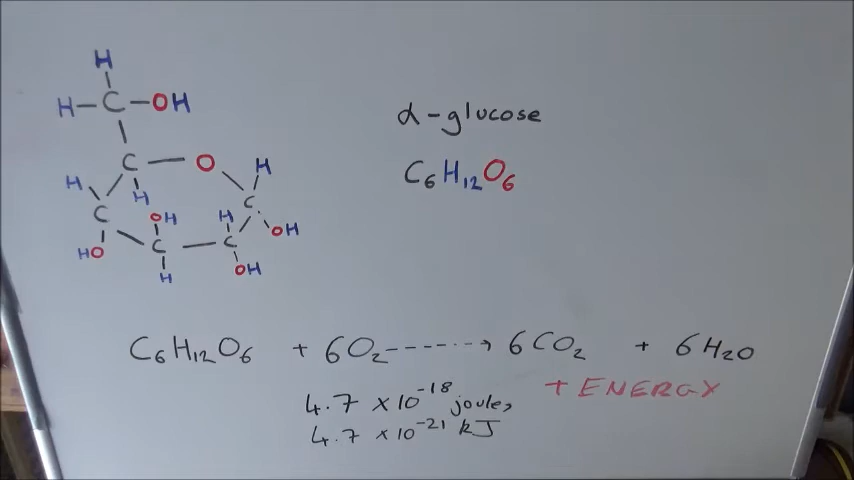 H
H–C–OH
α-glucose
C — O
H
H
H
C₆H₁₂O₆
C
C
OH
H
OH
HO
C
C
H
OH
C₆H₁₂O₆ + 6O₂ -----→ 6CO₂ + 6H₂O
+ ENERGY
4.7 × 10⁻¹⁸ joules
4.7 × 10⁻²¹ kJ